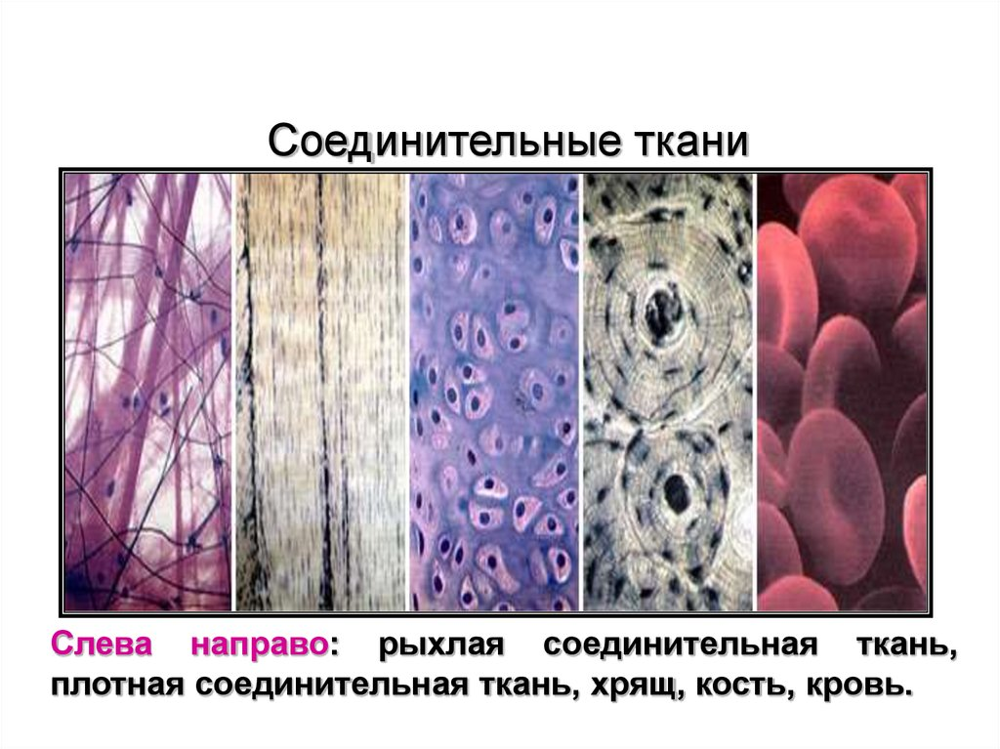 Соединительные ткани
Слева направо: рыхлая соединительная ткань,
плотная соединительная ткань, хрящ, кость, кровь.